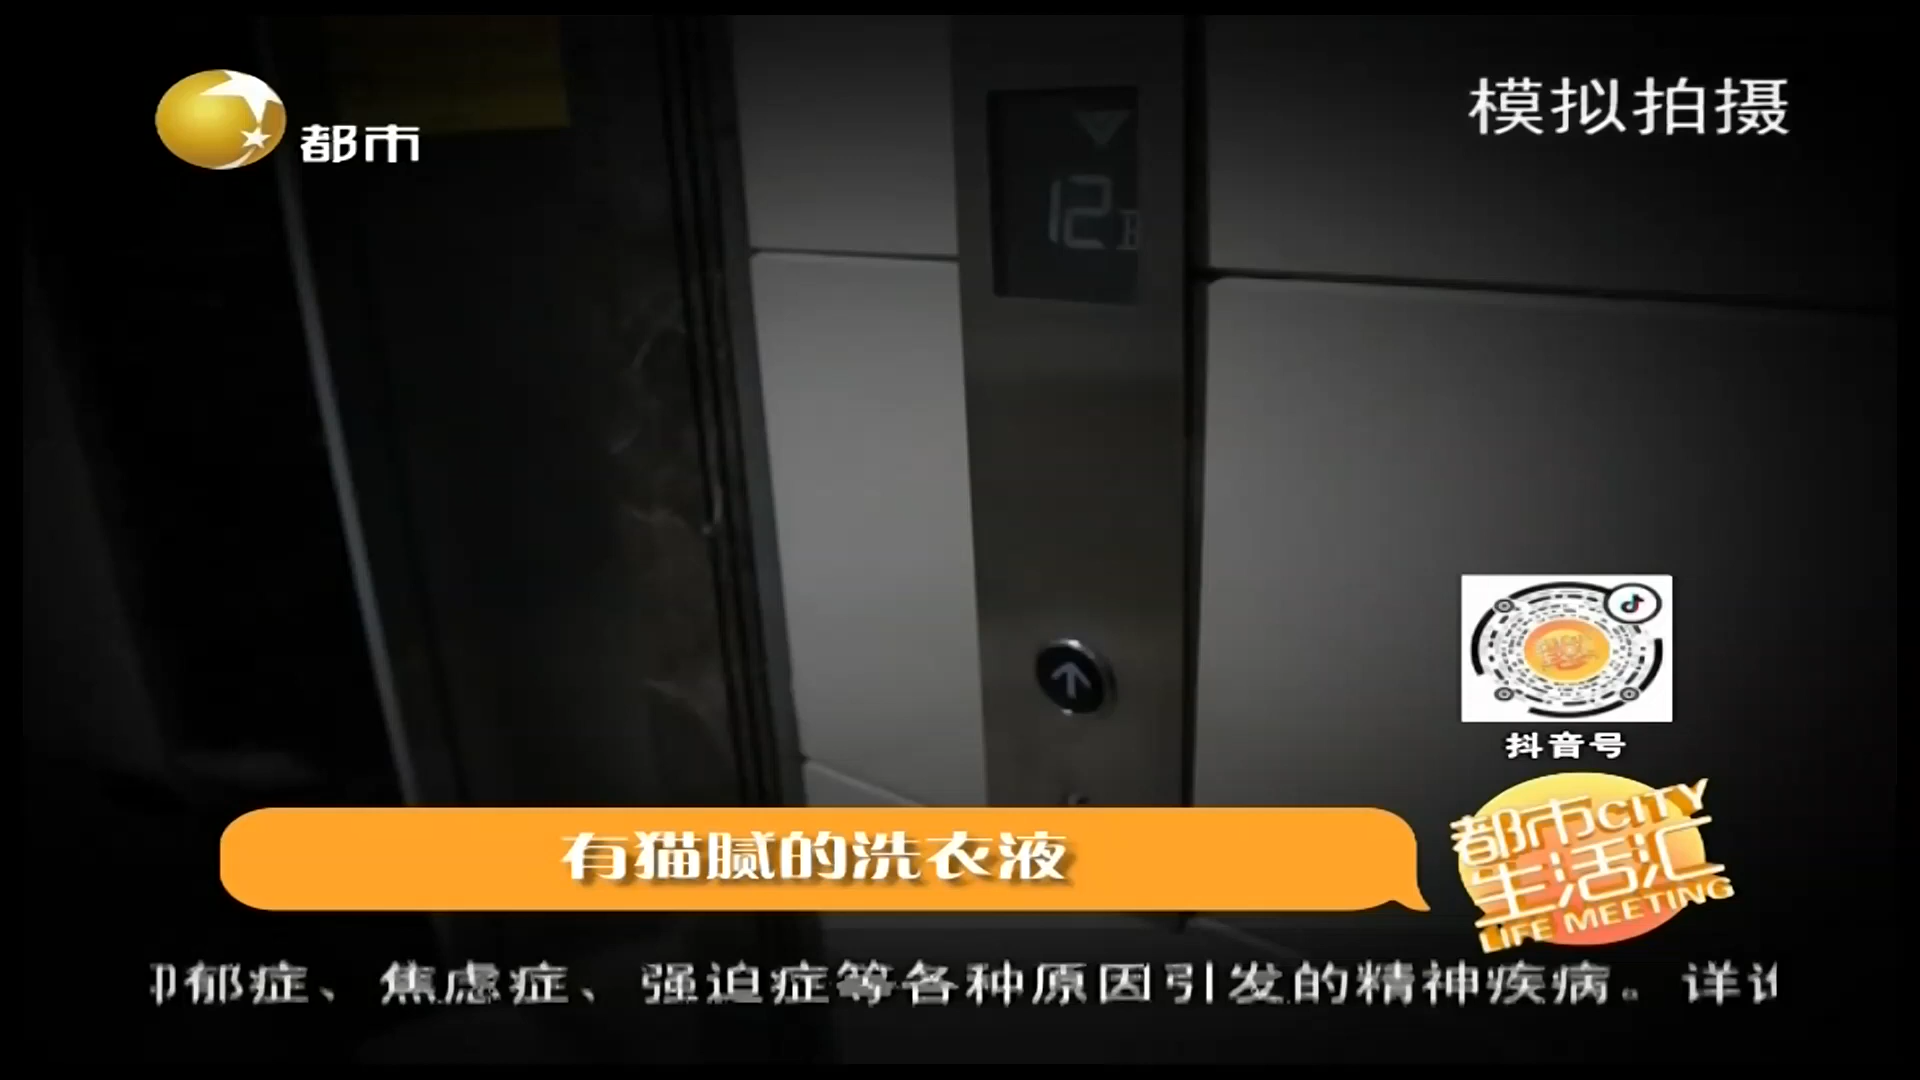 都市
模拟拍摄
12
抖音号
都市CITY
生活汇
LIFE MEETING
有猫腻的洗衣液
郁症、焦虑症、强迫症等各种原因引发的精神疾病。详